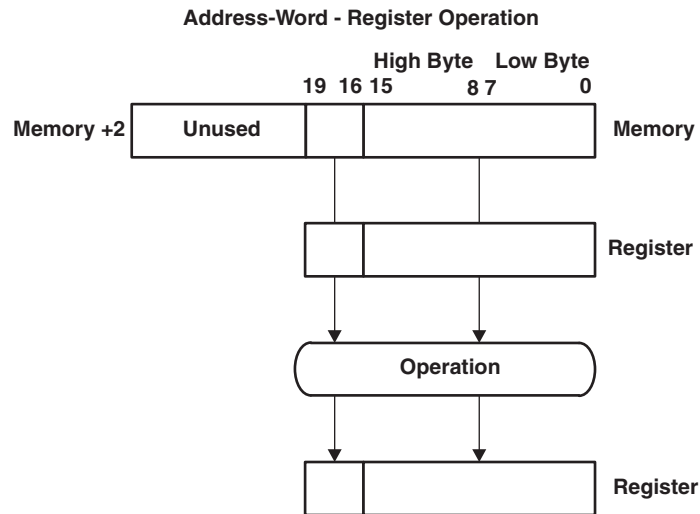 Address-Word - Register Operation
High Byte Low Byte
19 16 15 8 7 0
Memory +2 Unused Memory
Register
Operation
Register